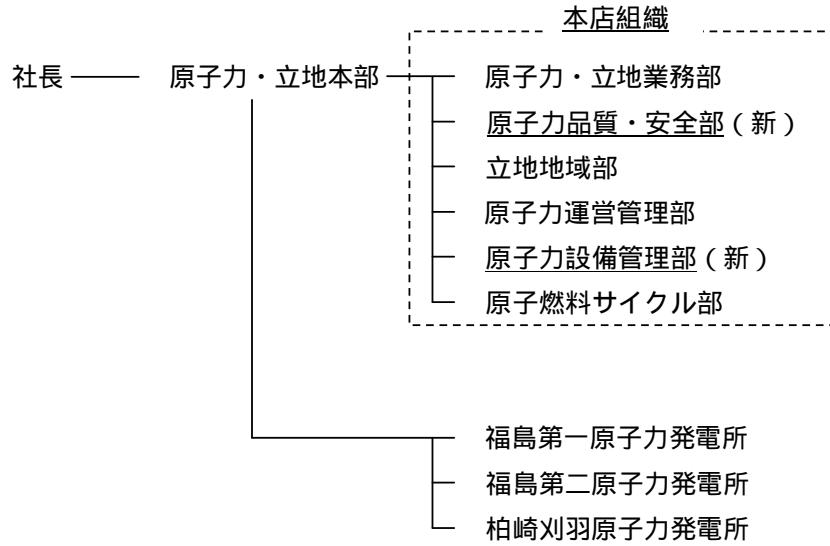 本店組織
社長 原子力・立地本部 原子力・立地業務部
原子力品質・安全部(新)
立地地域部
原子力運営管理部
原子力設備管理部(新)
原子燃料サイクル部
福島第一原子力発電所
福島第二原子力発電所
柏崎刈羽原子力発電所